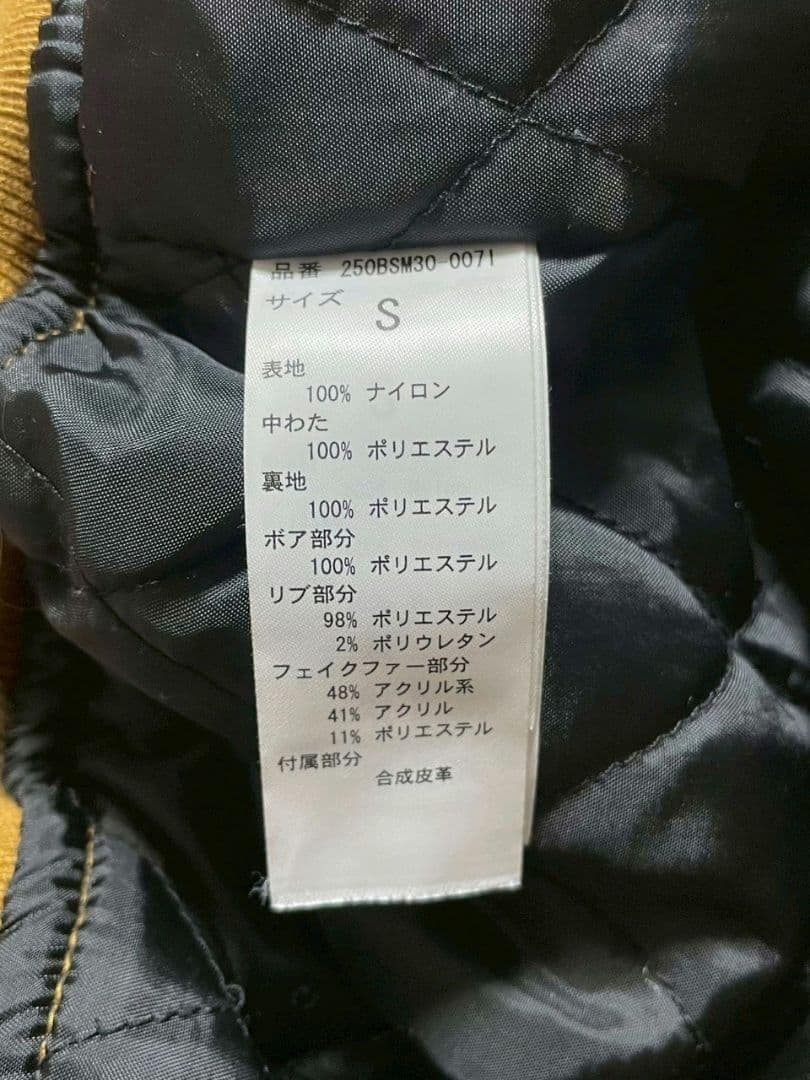 品番 250BSM30-0071
サイズ S
表地
100% ナイロン
中わた
100% ポリエステル
裏地
100% ポリエステル
ボア部分
100% ポリエステル
リブ部分
98% ポリエステル
2% ポリウレタン
フェイクファー部分
48% アクリル系
41% アクリル
11% ポリエステル
付属部分
合成皮革